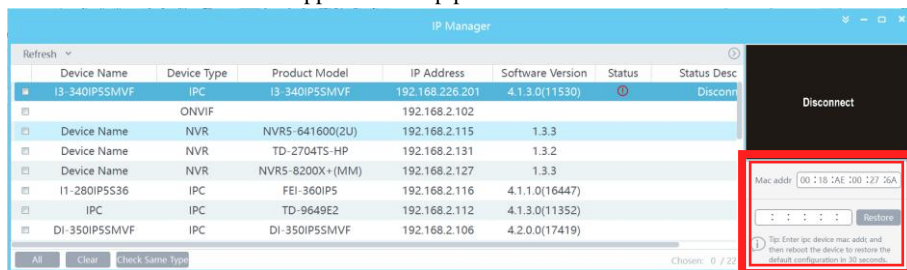 IP Manager
Refresh
Device Name Device Type Product Model IP Address Software Version Status Status Desc
I3-340IP5SMVF IPC I3-340IP5SMVF 192.168.226.201 4.1.3.0(11530) Disconn
ONVIF 192.168.2.102
Device Name NVR NVR5-641600(2U) 192.168.2.115 1.3.3
Device Name NVR TD-2704TS-HP 192.168.2.131 1.3.2
Device Name NVR NVR5-8200X+(MM) 192.168.2.127 1.3.3
I1-280IP5S36 IPC FEI-360IP5 192.168.2.116 4.1.1.0(16447)
IPC TD-9649E2 192.168.2.112 4.1.3.0(11352)
DI-350IP5SMVF IPC DI-350IP5SMVF 192.168.2.106 4.2.0.0(17419)
All Clear Check Same Type Chosen: 0 / 22
Disconnect
Mac addr 00 : 18 : AE : 00 : 27 : 6A
: : : : : Restore
Tip: Enter ipc device mac addr, and
then reboot the device to restore the
default configuration in 30 seconds.